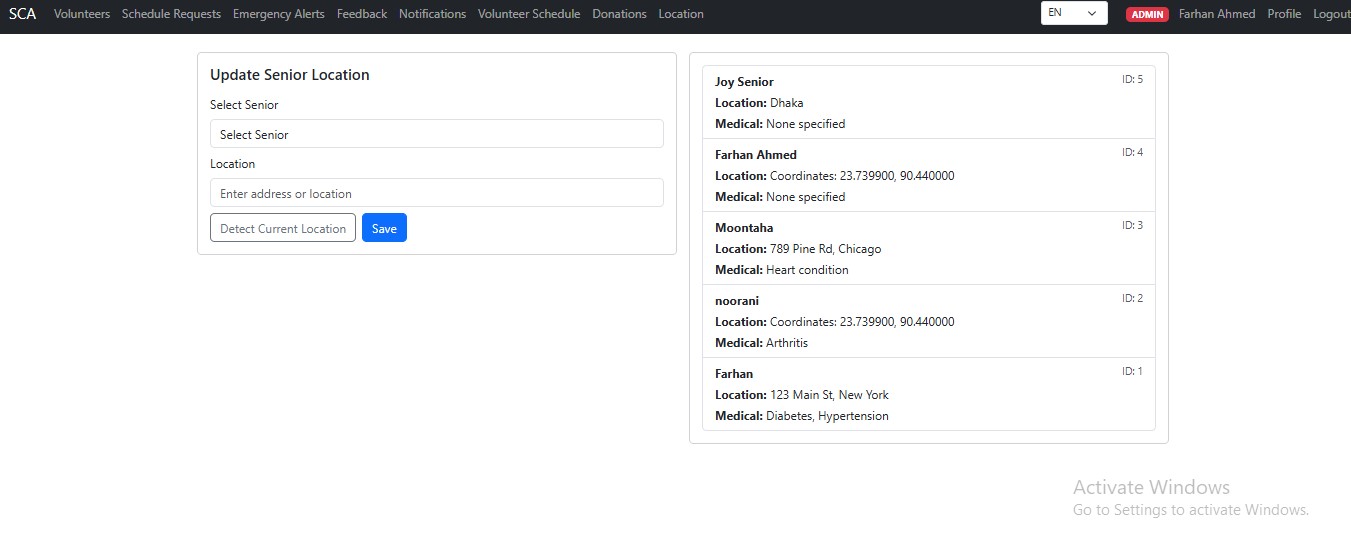 SCA Volunteers Schedule Requests Emergency Alerts Feedback Notifications Volunteer Schedule Donations Location EN ADMIN Farhan Ahmed Profile Logout
Update Senior Location
Select Senior
Select Senior
Location
Enter address or location
Detect Current Location Save
Joy Senior ID: 5
Location: Dhaka
Medical: None specified
Farhan Ahmed ID: 4
Location: Coordinates: 23.739900, 90.440000
Medical: None specified
Moontaha ID: 3
Location: 789 Pine Rd, Chicago
Medical: Heart condition
noorani ID: 2
Location: Coordinates: 23.739900, 90.440000
Medical: Arthritis
Farhan ID: 1
Location: 123 Main St, New York
Medical: Diabetes, Hypertension
Activate Windows
Go to Settings to activate Windows.